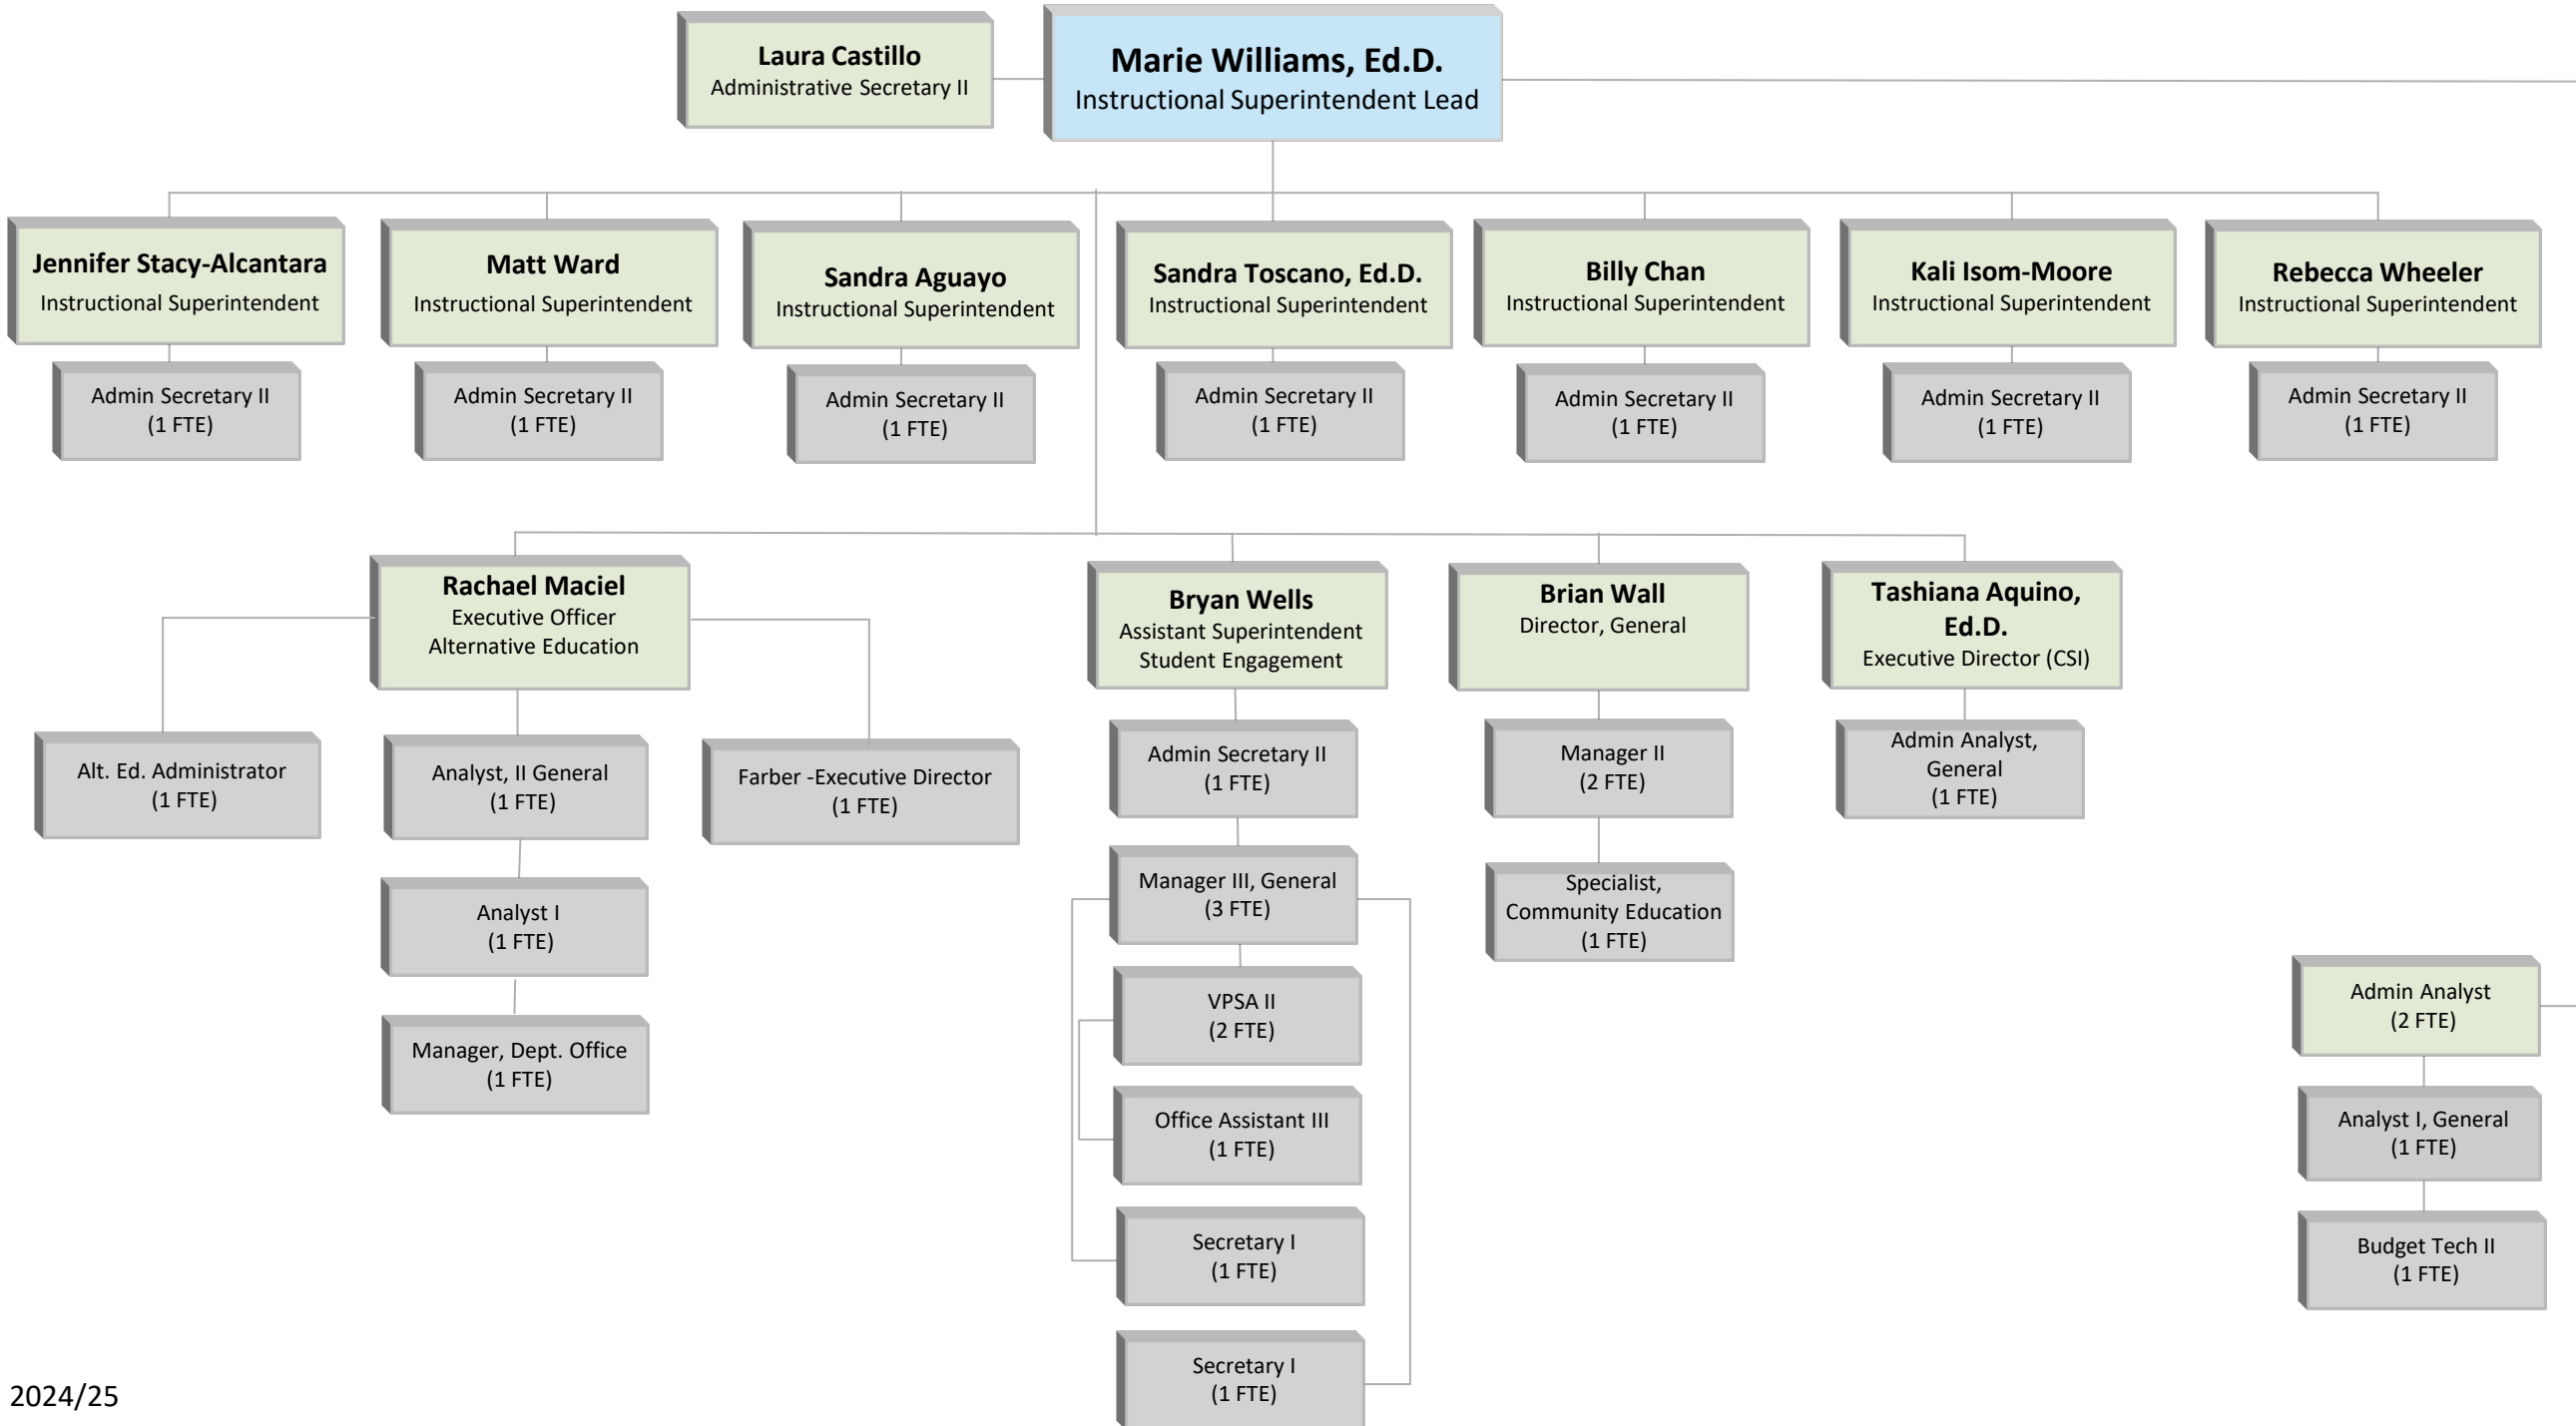 Laura Castillo
Administrative Secretary II
Marie Williams, Ed.D.
Instructional Superintendent Lead
Jennifer Stacy-Alcantara
Instructional Superintendent
Matt Ward
Instructional Superintendent
Sandra Aguayo
Instructional Superintendent
Sandra Toscano, Ed.D.
Instructional Superintendent
Billy Chan
Instructional Superintendent
Kali Isom-Moore
Instructional Superintendent
Rebecca Wheeler
Instructional Superintendent
Admin Secretary II
(1 FTE)
Admin Secretary II
(1 FTE)
Admin Secretary II
(1 FTE)
Admin Secretary II
(1 FTE)
Admin Secretary II
(1 FTE)
Admin Secretary II
(1 FTE)
Admin Secretary II
(1 FTE)
Rachael Maciel
Executive Officer
Alternative Education
Bryan Wells
Assistant Superintendent
Student Engagement
Brian Wall
Director, General
Tashiana Aquino,
Ed.D.
Executive Director (CSI)
Alt. Ed. Administrator
(1 FTE)
Analyst, II General
(1 FTE)
Farber -Executive Director
(1 FTE)
Admin Secretary II
(1 FTE)
Manager II
(2 FTE)
Admin Analyst,
General
(1 FTE)
Analyst I
(1 FTE)
Manager III, General
(3 FTE)
Specialist,
Community Education
(1 FTE)
Manager, Dept. Office
(1 FTE)
VPSA II
(2 FTE)
Admin Analyst
(2 FTE)
Office Assistant III
(1 FTE)
Analyst I, General
(1 FTE)
Secretary I
(1 FTE)
Budget Tech II
(1 FTE)
Secretary I
(1 FTE)
2024/25